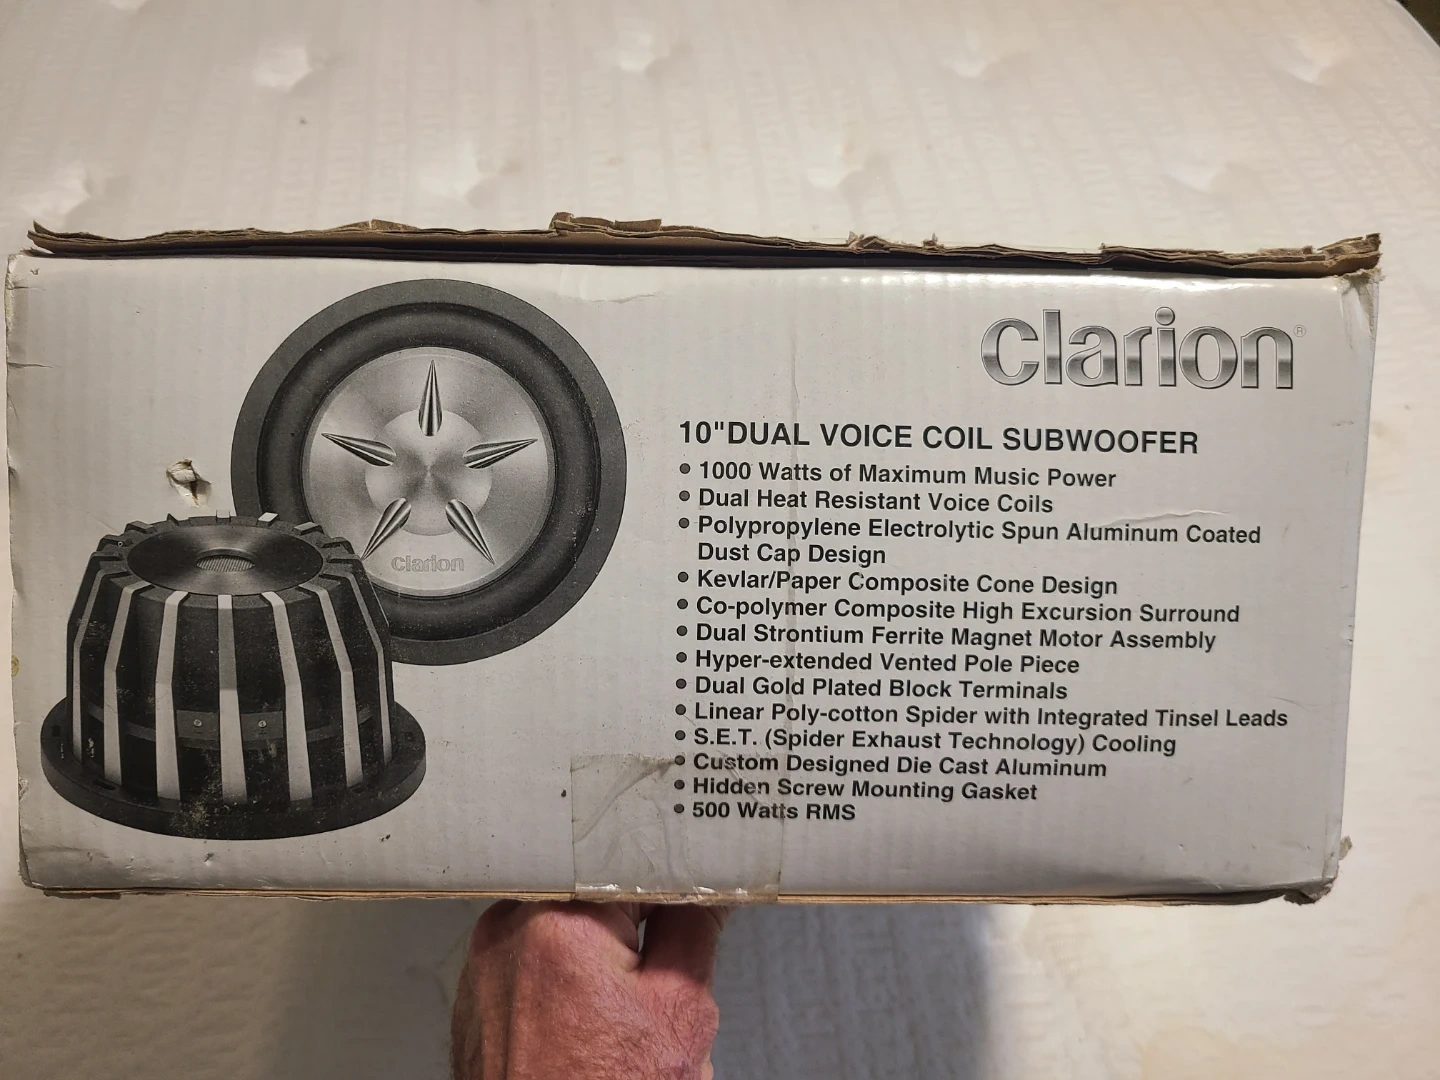 clarion®
10"DUAL VOICE COIL SUBWOOFER
• 1000 Watts of Maximum Music Power
• Dual Heat Resistant Voice Coils
• Polypropylene Electrolytic Spun Aluminum Coated
Dust Cap Design
• Kevlar/Paper Composite Cone Design
• Co-polymer Composite High Excursion Surround
• Dual Strontium Ferrite Magnet Motor Assembly
• Hyper-extended Vented Pole Piece
• Dual Gold Plated Block Terminals
• Linear Poly-cotton Spider with Integrated Tinsel Leads
• S.E.T. (Spider Exhaust Technology) Cooling
• Custom Designed Die Cast Aluminum
• Hidden Screw Mounting Gasket
• 500 Watts RMS
clarion